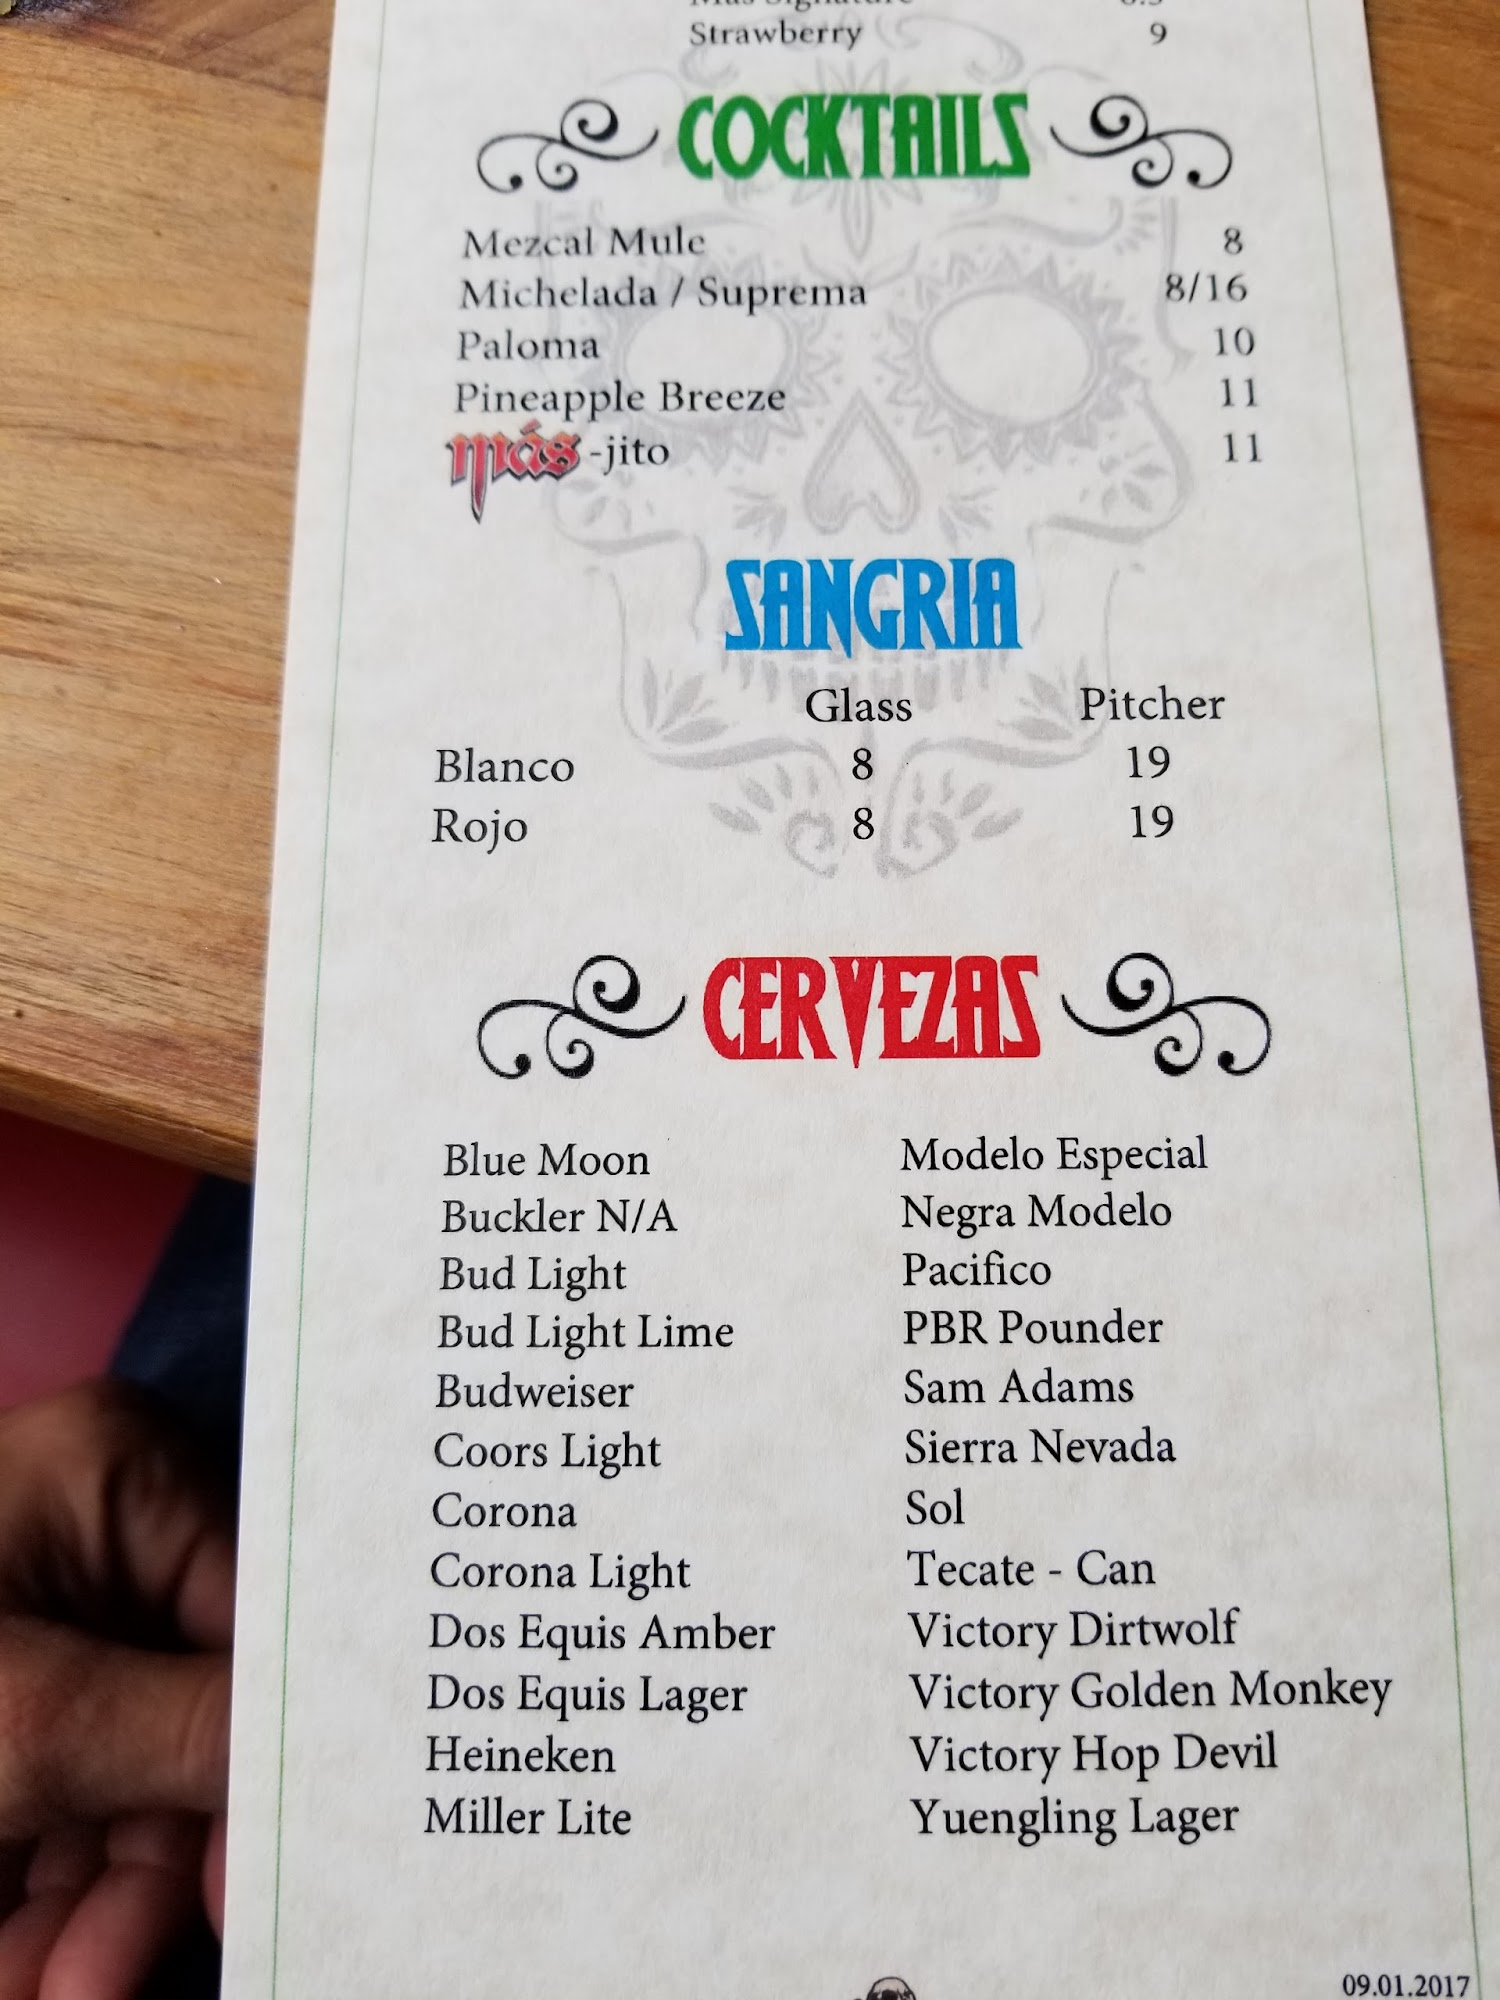 Más Signature 8.5
Strawberry 9
COCKTAILS
Mezcal Mule 8
Michelada / Suprema 8/16
Paloma 10
Pineapple Breeze 11
más -jito 11
SANGRIA
Glass Pitcher
Blanco 8 19
Rojo 8 19
CERVEZAS
Blue Moon
Buckler N/A
Bud Light
Bud Light Lime
Budweiser
Coors Light
Corona
Corona Light
Dos Equis Amber
Dos Equis Lager
Heineken
Miller Lite
Modelo Especial
Negra Modelo
Pacifico
PBR Pounder
Sam Adams
Sierra Nevada
Sol
Tecate - Can
Victory Dirtwolf
Victory Golden Monkey
Victory Hop Devil
Yuengling Lager
09.01.2017